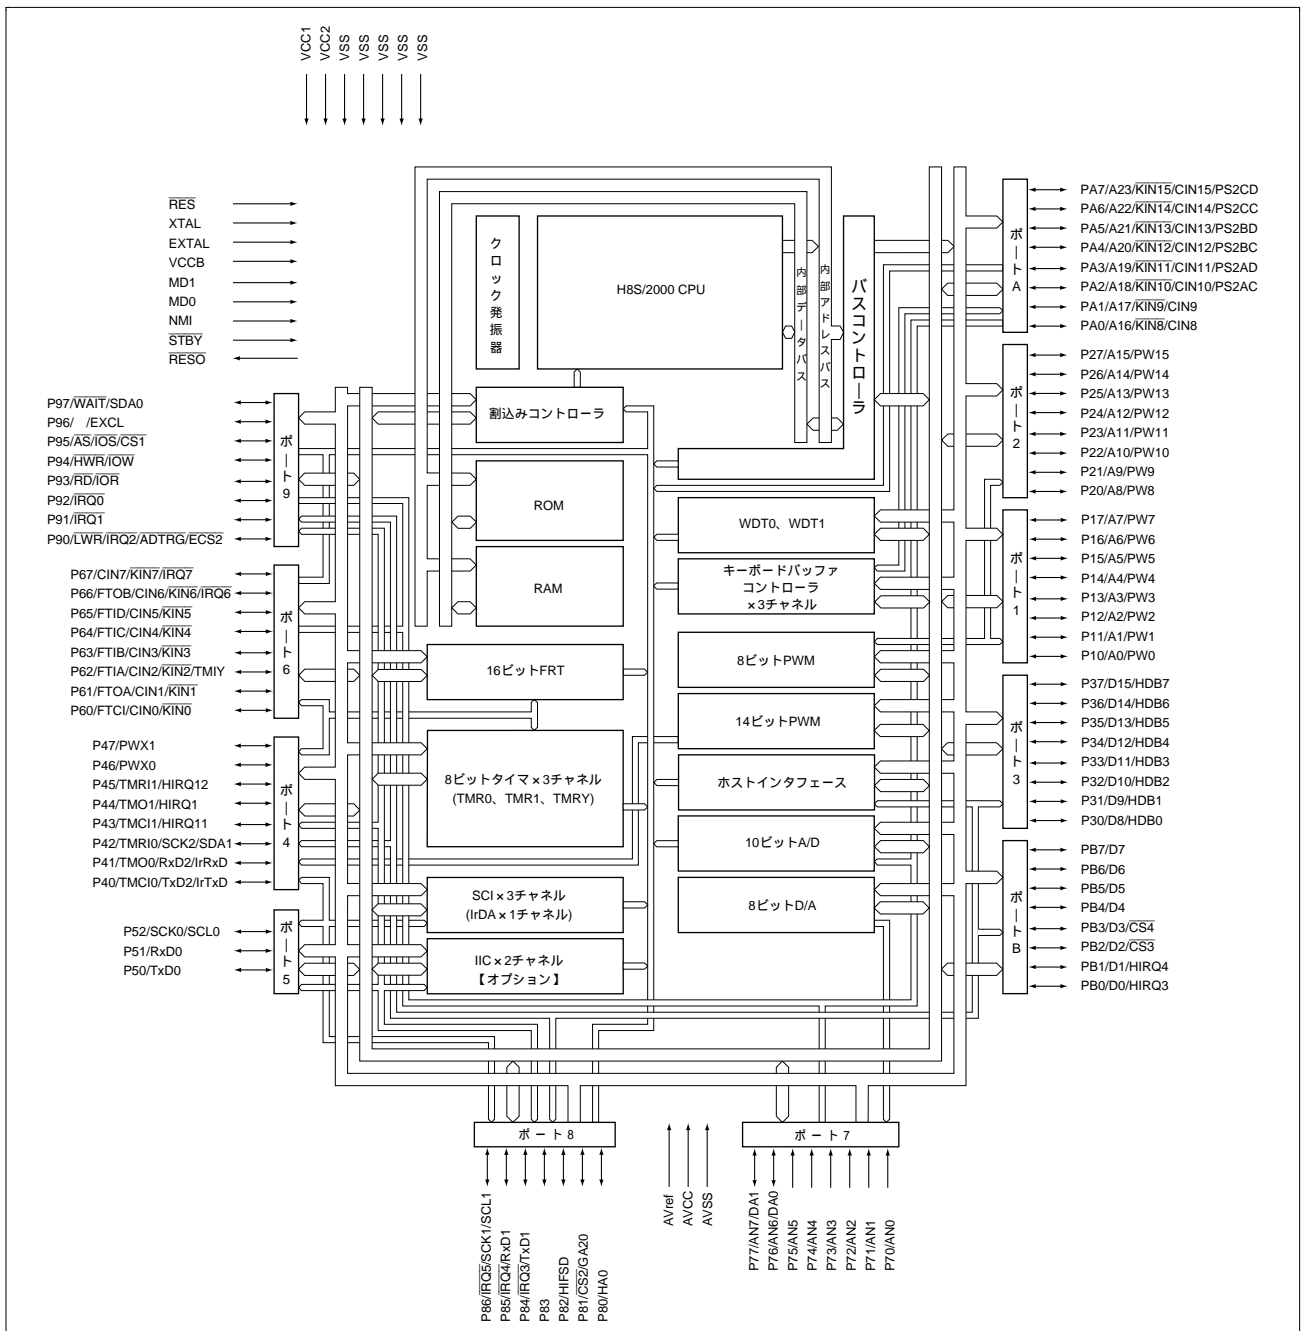 VCC1
VCC2
VSS
VSS
VSS
VSS
VSS
RES
XTAL
EXTAL
VCCB
MD1
MD0
NMI
STBY
RESO
クロック発振器
H8S/2000 CPU
内部データバス
内部アドレスバス
バスコントローラ
割込みコントローラ
ROM
RAM
WDT0、WDT1
キーボードバッファ
コントローラ
×3チャネル
16ビットFRT
8ビットPWM
14ビットPWM
8ビットタイマ×3チャネル
(TMR0、TMR1、TMRY)
ホストインタフェース
10ビットA/D
SCI×3チャネル
(IrDA×1チャネル)
8ビットD/A
IIC×2チャネル
【オプション】
P97/WAIT/SDA0
P96/ /EXCL
P95/AS/IOS/CS1
P94/HWR/IOW
P93/RD/IOR
P92/IRQ0
P91/IRQ1
P90/LWR/IRQ2/ADTRG/ECS2
ポート9
P67/CIN7/KIN7/IRQ7
P66/FTOB/CIN6/KIN6/IRQ6
P65/FTID/CIN5/KIN5
P64/FTIC/CIN4/KIN4
P63/FTIB/CIN3/KIN3
P62/FTIA/CIN2/KIN2/TMIY
P61/FTOA/CIN1/KIN1
P60/FTCI/CIN0/KIN0
ポート6
P47/PWX1
P46/PWX0
P45/TMRI1/HIRQ12
P44/TMO1/HIRQ1
P43/TMCI1/HIRQ11
P42/TMRI0/SCK2/SDA1
P41/TMO0/RxD2/IrRxD
P40/TMCI0/TxD2/IrTxD
ポート4
P52/SCK0/SCL0
P51/RxD0
P50/TxD0
ポート5
ポートA
PA7/A23/KIN15/CIN15/PS2CD
PA6/A22/KIN14/CIN14/PS2CC
PA5/A21/KIN13/CIN13/PS2BD
PA4/A20/KIN12/CIN12/PS2BC
PA3/A19/KIN11/CIN11/PS2AD
PA2/A18/KIN10/CIN10/PS2AC
PA1/A17/KIN9/CIN9
PA0/A16/KIN8/CIN8
ポート2
P27/A15/PW15
P26/A14/PW14
P25/A13/PW13
P24/A12/PW12
P23/A11/PW11
P22/A10/PW10
P21/A9/PW9
P20/A8/PW8
ポート1
P17/A7/PW7
P16/A6/PW6
P15/A5/PW5
P14/A4/PW4
P13/A3/PW3
P12/A2/PW2
P11/A1/PW1
P10/A0/PW0
ポート3
P37/D15/HDB7
P36/D14/HDB6
P35/D13/HDB5
P34/D12/HDB4
P33/D11/HDB3
P32/D10/HDB2
P31/D9/HDB1
P30/D8/HDB0
ポートB
PB7/D7
PB6/D6
PB5/D5
PB4/D4
PB3/D3/CS4
PB2/D2/CS3
PB1/D1/HIRQ4
PB0/D0/HIRQ3
ポート8
P86/IRQ5/SCK1/SCL1
P85/IRQ4/RxD1
P84/IRQ3/TxD1
P83
P82/HIFSD
P81/CS2/GA20
P80/HA0
AVref
AVCC
AVSS
ポート7
P77/AN7/DA1
P76/AN6/DA0
P75/AN5
P74/AN4
P73/AN3
P72/AN2
P71/AN1
P70/AN0